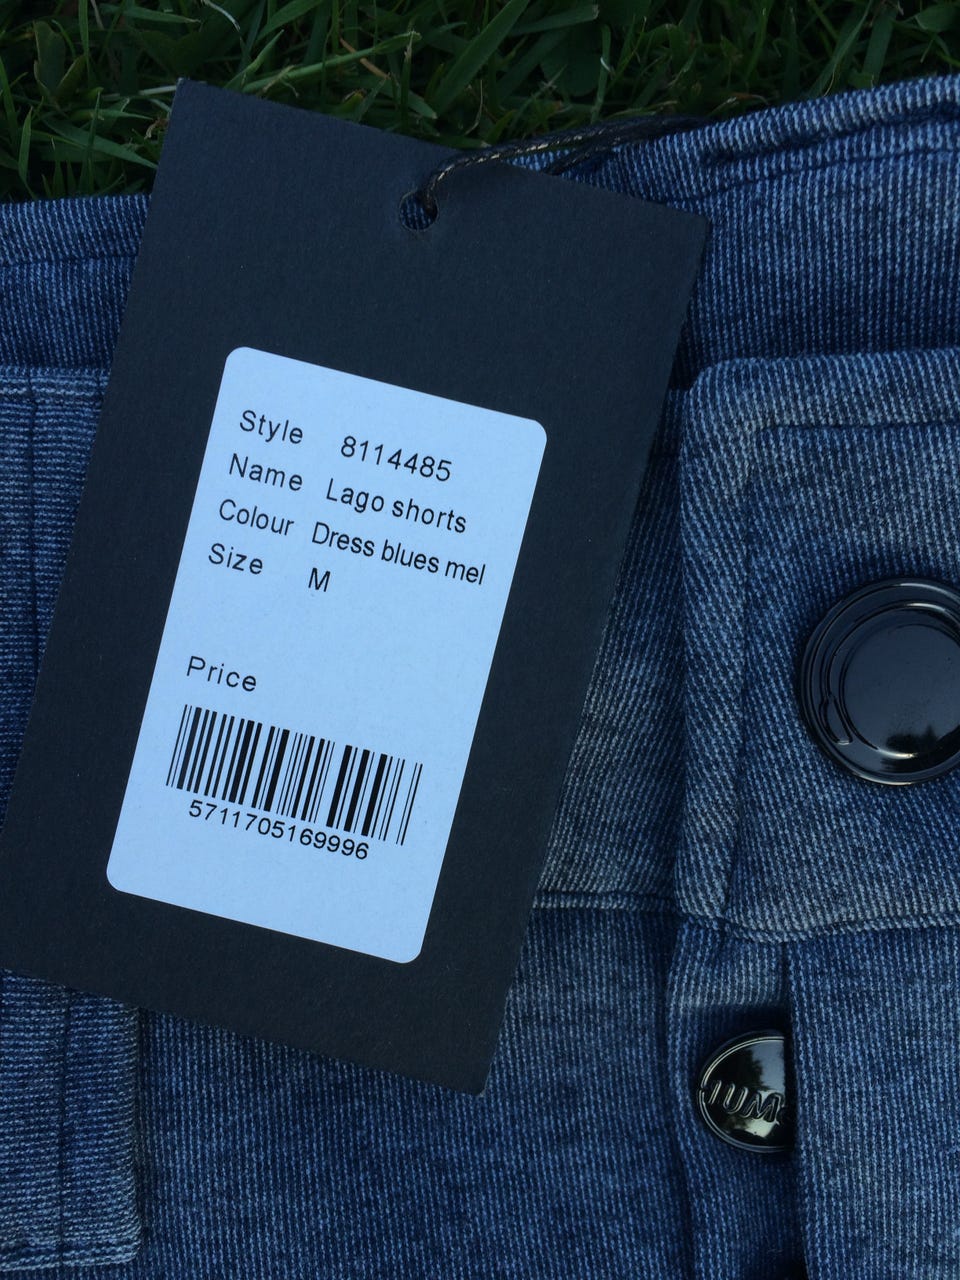 Style 8114485
Name Lago shorts
Colour Dress blues mel
Size M
Price
5711705169996